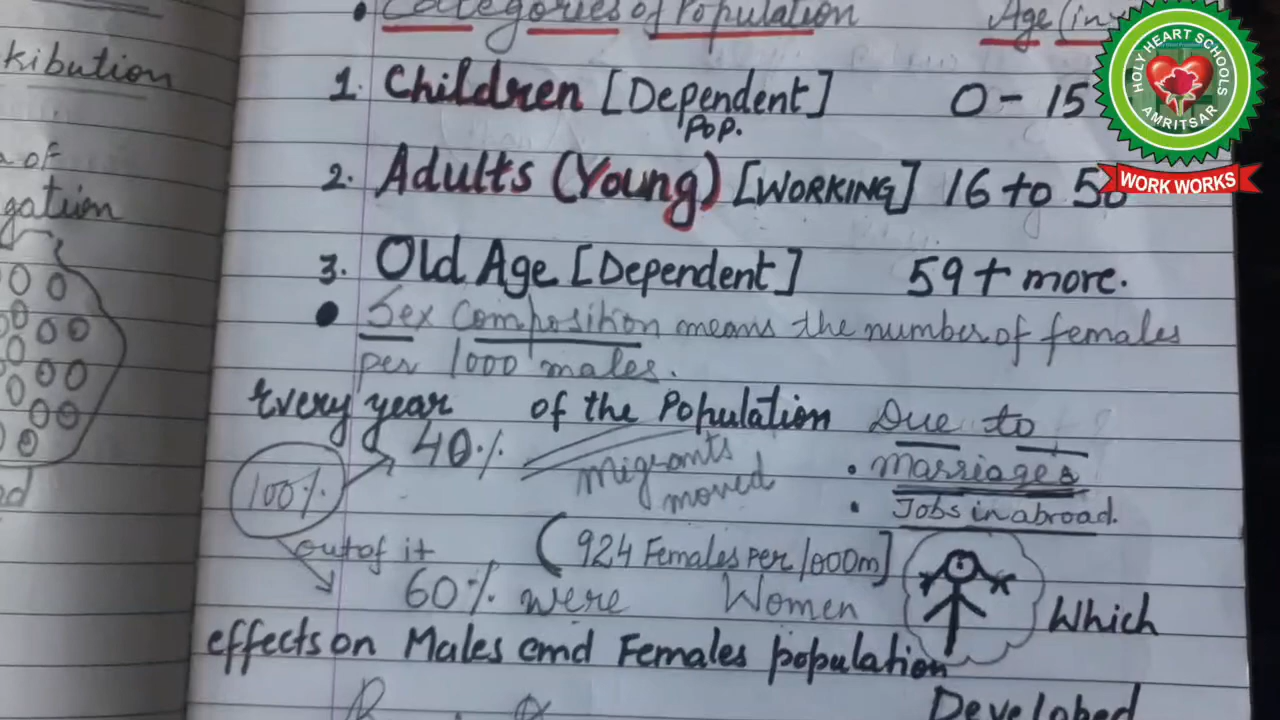 kibution
of
gation
• Categories of Population Age (in
1. Children [Dependent] 0 - 15
Pop.
2. Adults (Young) [WORKING] 16 to 50
3. Old Age [Dependent] 59 + more.
• Sex Composition means the number of females
per 1000 males.
Every year of the Population Due to
40% migrants moved • Marriages
100% • Jobs in abroad.
out of it (924 Females per 1000m]
60% were Women Which
effects on Males and Females population
Developed
HOLY HEART SCHOOLS
AMRITSAR
WORK WORKS